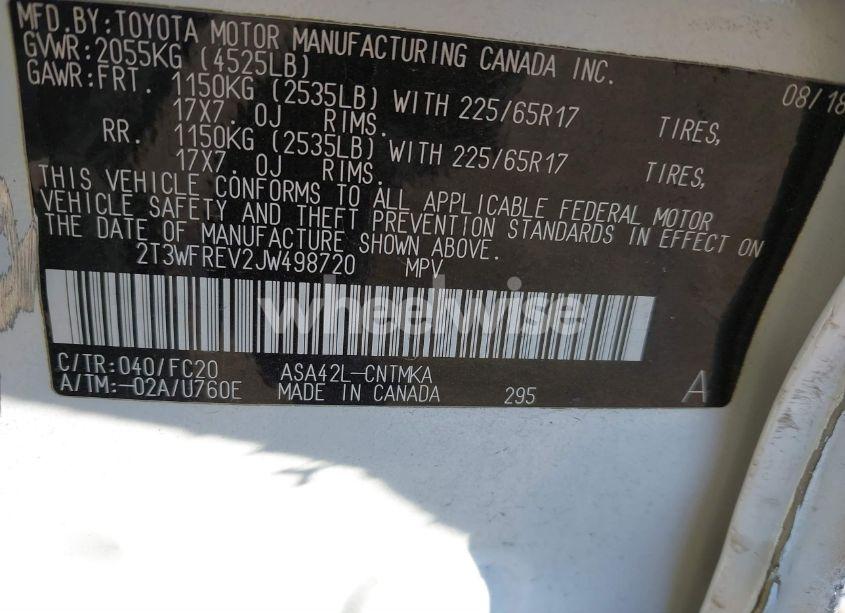 MFD.BY:TOYOTA MOTOR MANUFACTURING CANADA INC.
GVWR:2055KG (4525LB)
08/18
GAWR:FRT. 1150KG (2535LB) WITH 225/65R17 TIRES,
17X7.0J RIMS.
RR. 1150KG (2535LB) WITH 225/65R17 TIRES,
17X7.0J RIMS.
THIS VEHICLE CONFORMS TO ALL APPLICABLE FEDERAL MOTOR
VEHICLE SAFETY AND THEFT PREVENTION STANDARDS IN EFFECT ON
THE DATE OF MANUFACTURE SHOWN ABOVE.
2T3WFREV2JW498720 MPV
wheelwise
C/TR:040/FC20 ASA42L-CNTMKA
A/TM:-02A/U760E MADE IN CANADA 295 A